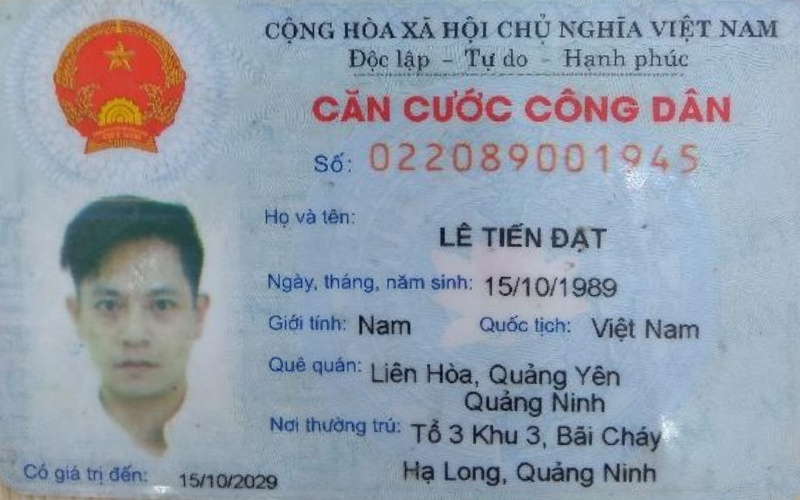 CỘNG HÒA XÃ HỘI CHỦ NGHĨA VIỆT NAM
Độc lập - Tự do - Hạnh phúc
CĂN CƯỚC CÔNG DÂN
Số: 022089001945
Họ và tên:
LÊ TIẾN ĐẠT
Ngày, tháng, năm sinh: 15/10/1989
Giới tính: Nam Quốc tịch: Việt Nam
Quê quán: Liên Hòa, Quảng Yên
Quảng Ninh
Nơi thường trú: Tổ 3 Khu 3, Bãi Cháy
Hạ Long, Quảng Ninh
Có giá trị đến: 15/10/2029